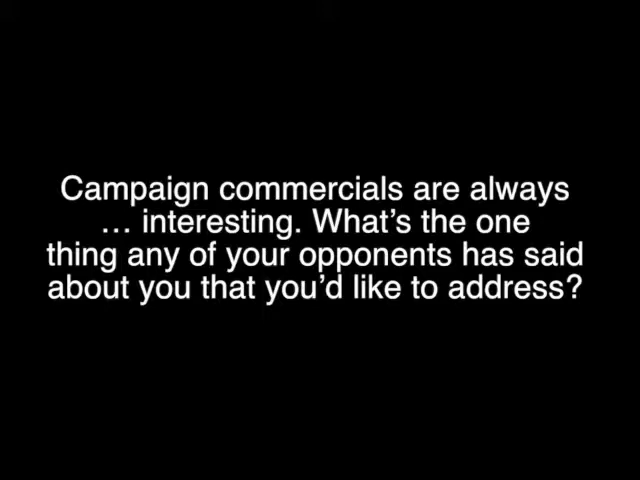 Campaign commercials are always
… interesting. What’s the one
thing any of your opponents has said
about you that you’d like to address?